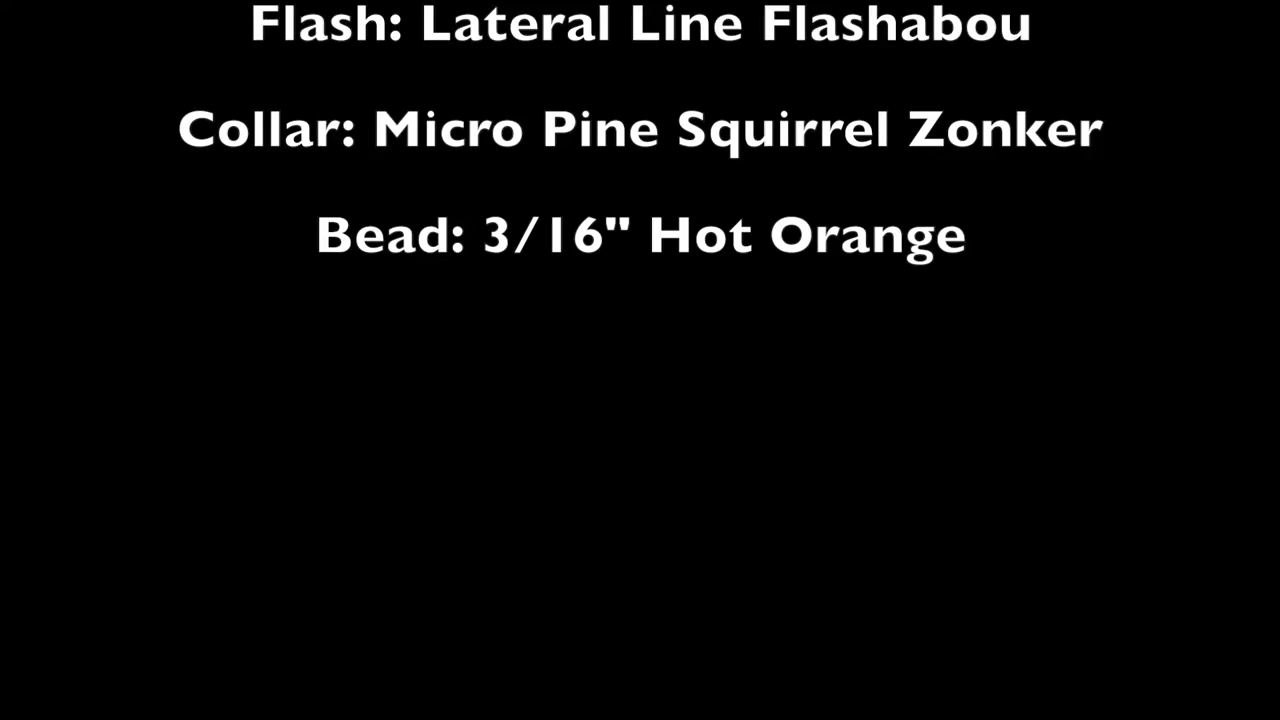 Flash: Lateral Line Flashabou
Collar: Micro Pine Squirrel Zonker
Bead: 3/16" Hot Orange